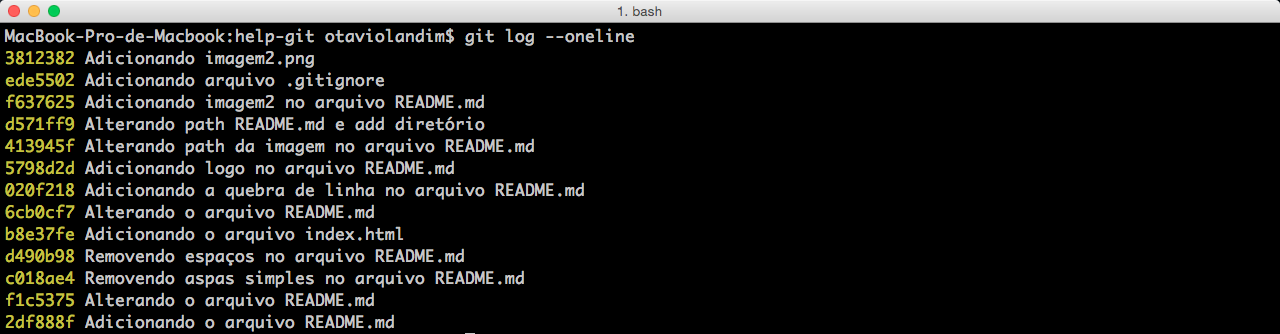 1. bash
MacBook-Pro-de-Macbook:help-git otaviolandim$ git log --oneline
3812382 Adicionando imagem2.png
ede5502 Adicionando arquivo .gitignore
f637625 Adicionando imagem2 no arquivo README.md
d571ff9 Alterando path README.md e add diretório
413945f Alterando path da imagem no arquivo README.md
5798d2d Adicionando logo no arquivo README.md
020f218 Adicionando a quebra de linha no arquivo README.md
6cb0cf7 Alterando o arquivo README.md
b8e37fe Adicionando o arquivo index.html
d490b98 Removendo espaços no arquivo README.md
c018ae4 Removendo aspas simples no arquivo README.md
f1c5375 Alterando o arquivo README.md
2df888f Adicionando o arquivo README.md